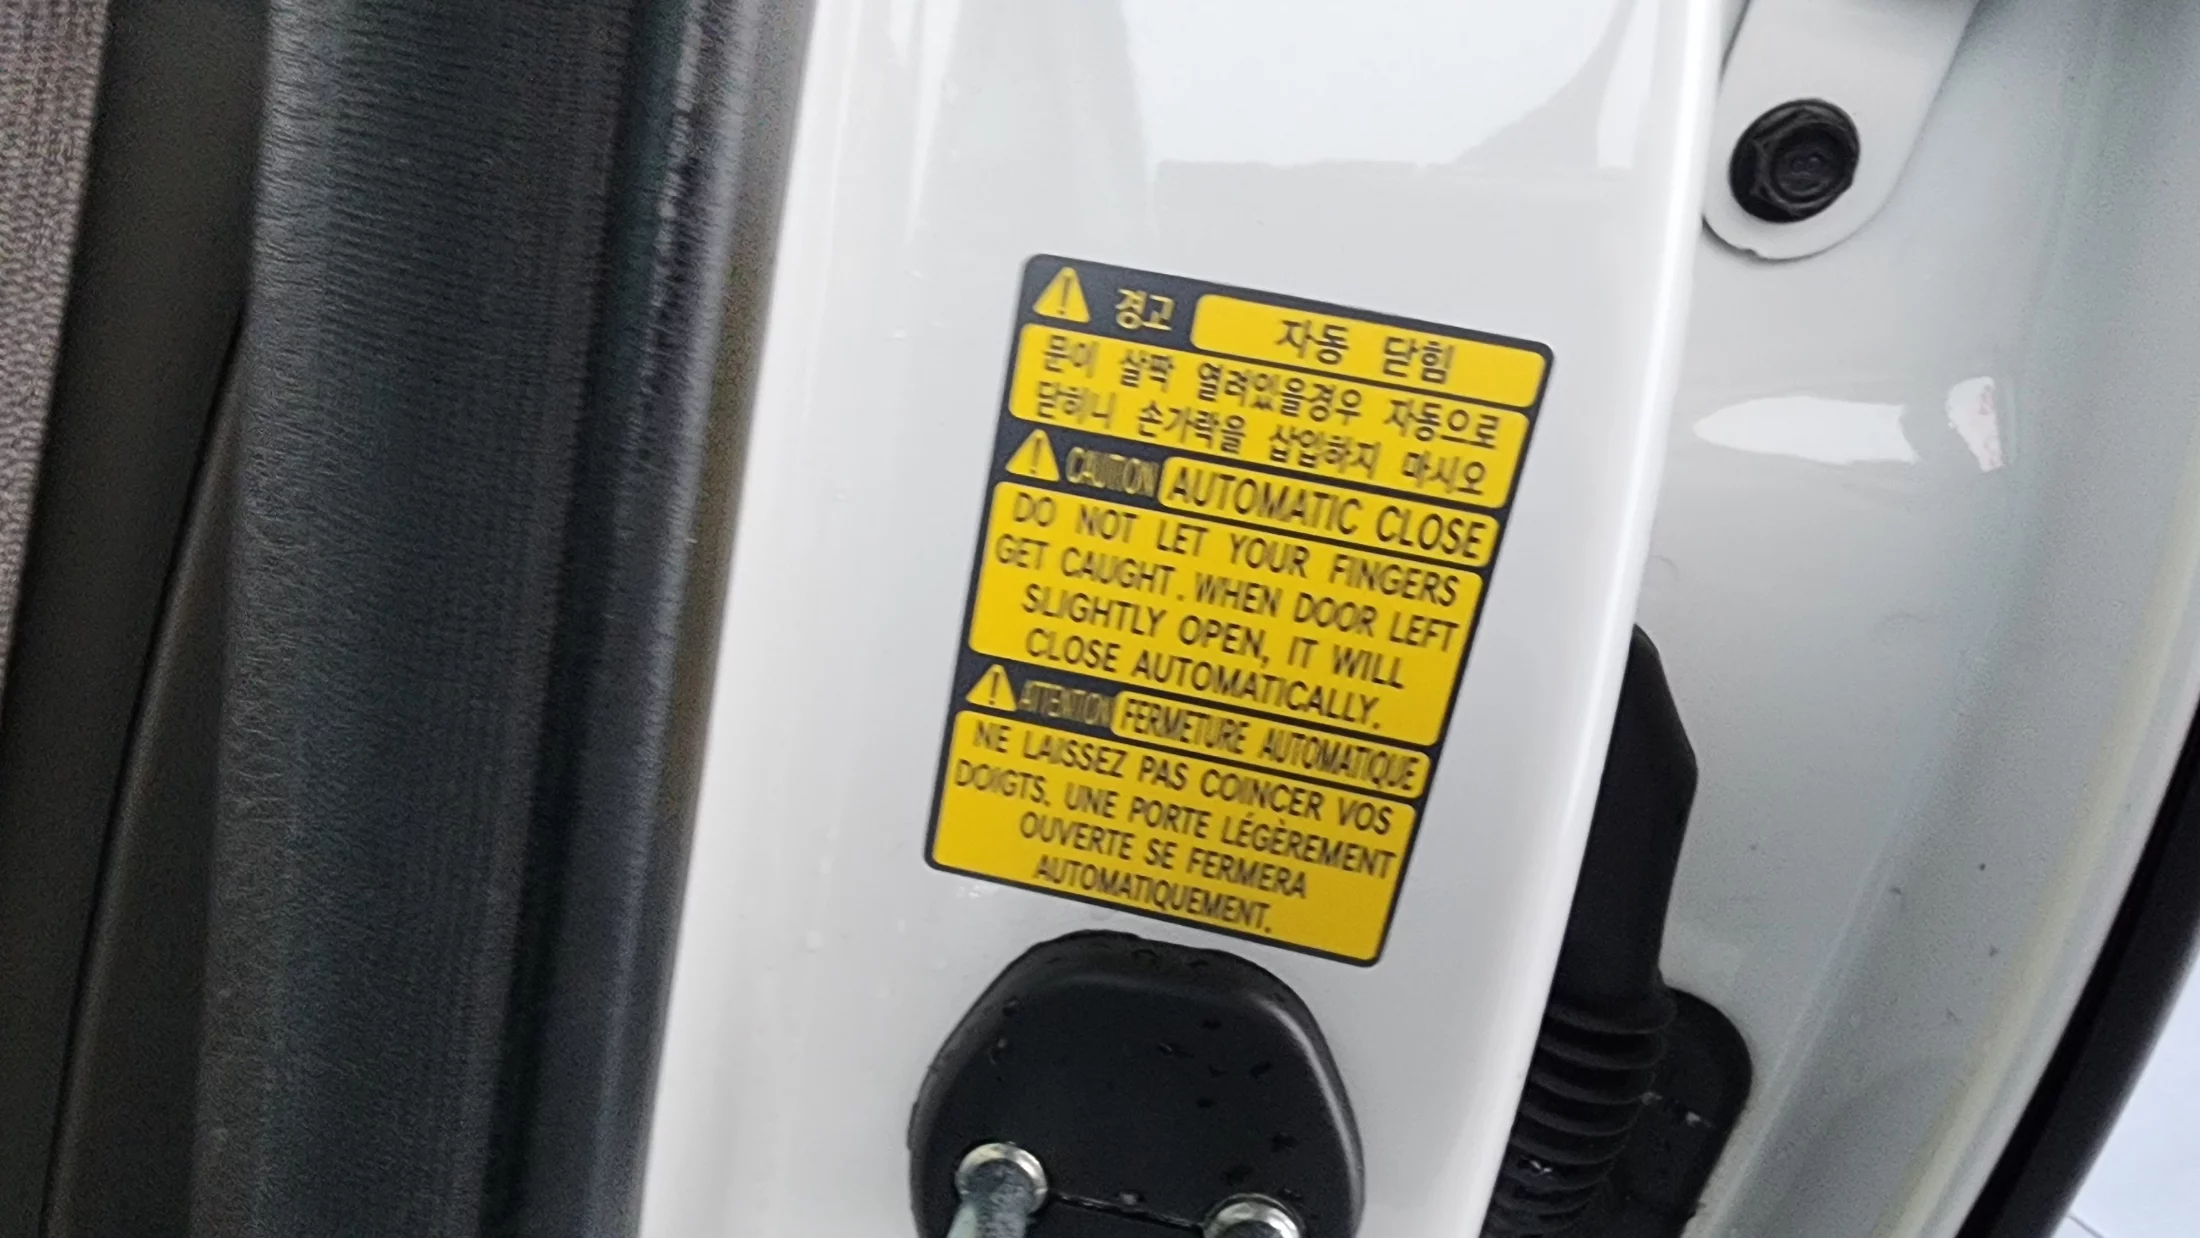 경고 자동 닫힘
문이 살짝 열려있을경우 자동으로
닫히니 손가락을 삽입하지 마시오
CAUTION AUTOMATIC CLOSE
DO NOT LET YOUR FINGERS
GET CAUGHT. WHEN DOOR LEFT
SLIGHTLY OPEN, IT WILL
CLOSE AUTOMATICALLY.
ATTENTION FERMETURE AUTOMATIQUE
NE LAISSEZ PAS COINCER VOS
DOIGTS. UNE PORTE LÉGÈREMENT
OUVERTE SE FERMERA
AUTOMATIQUEMENT.